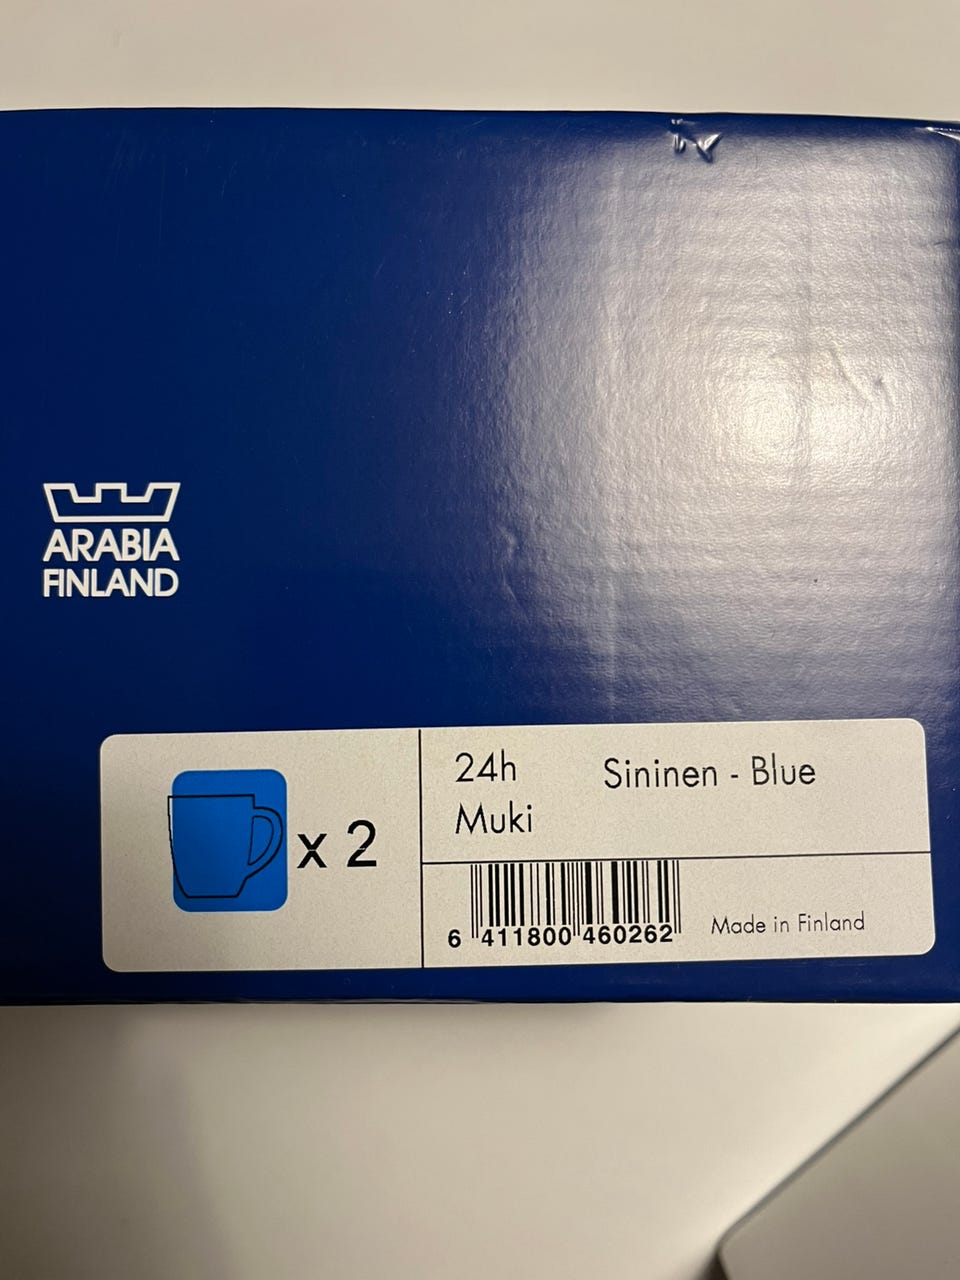 ARABIA
FINLAND
x 2
24h
Muki
Sininen - Blue
6 411800 460262
Made in Finland